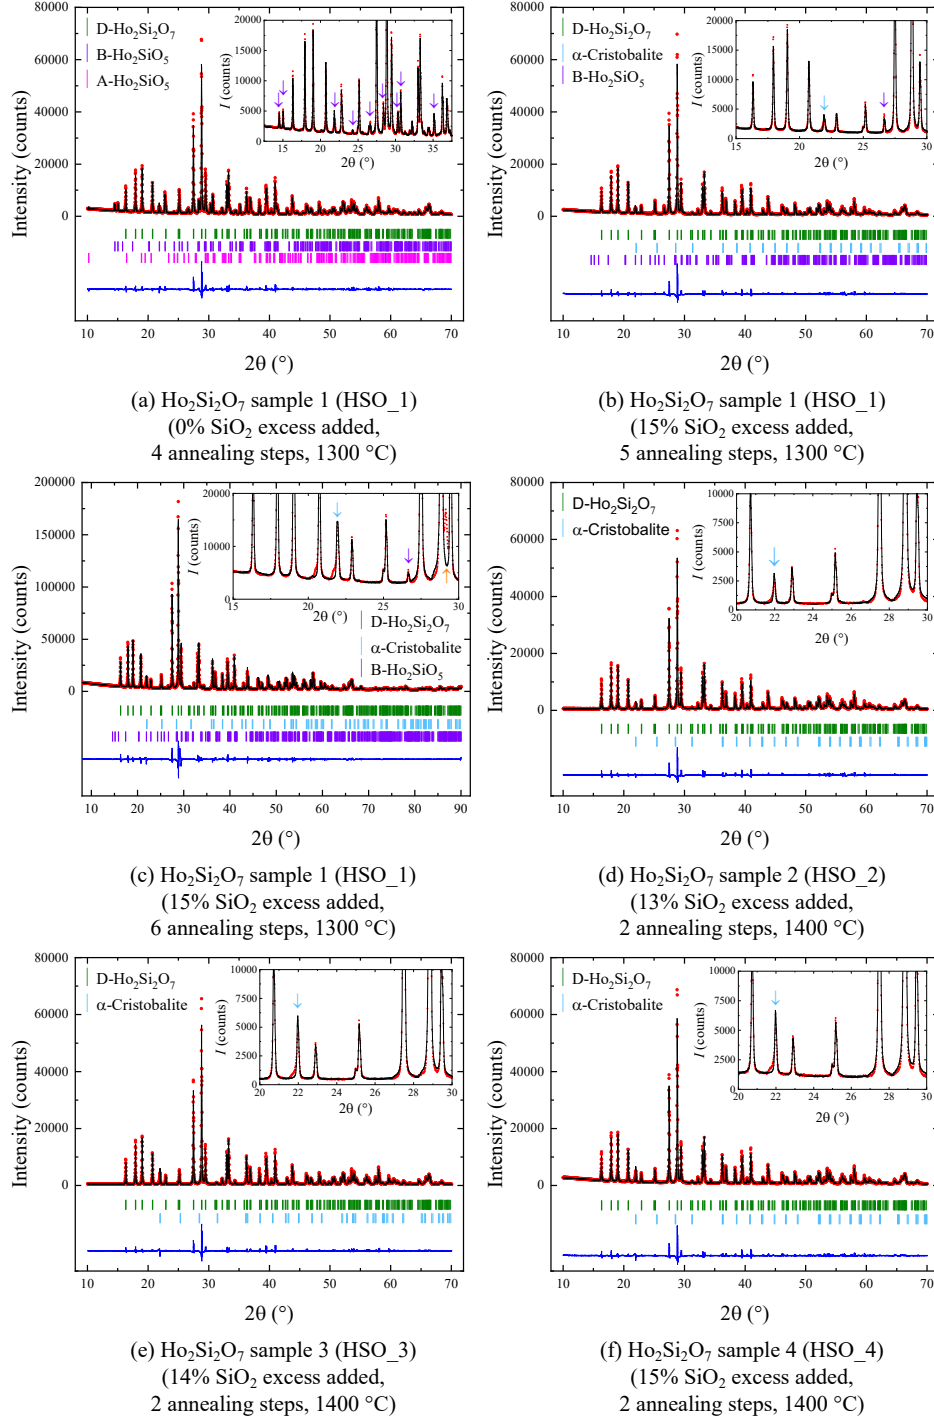 80000
60000
40000
20000
0
Intensity (counts)
D-Ho₂Si₂O₇
B-Ho₂SiO₅
A-Ho₂SiO₅
20000
15000
10000
5000
0
I (counts)
15 20 25 30 35
2θ (°)
10 20 30 40 50 60 70
2θ (°)
(a) Ho₂Si₂O₇ sample 1 (HSO_1)
(0% SiO₂ excess added,
4 annealing steps, 1300 °C)
80000
60000
40000
20000
0
Intensity (counts)
D-Ho₂Si₂O₇
α-Cristobalite
B-Ho₂SiO₅
20000
15000
10000
5000
0
I (counts)
15 20 25 30
2θ (°)
10 20 30 40 50 60 70
2θ (°)
(b) Ho₂Si₂O₇ sample 1 (HSO_1)
(15% SiO₂ excess added,
5 annealing steps, 1300 °C)
200000
150000
100000
50000
0
Intensity (counts)
20000
15000
10000
5000
0
I (counts)
15 20 25 30
2θ (°)
D-Ho₂Si₂O₇
α-Cristobalite
B-Ho₂SiO₅
10 20 30 40 50 60 70 80 90
2θ (°)
(c) Ho₂Si₂O₇ sample 1 (HSO_1)
(15% SiO₂ excess added,
6 annealing steps, 1300 °C)
80000
60000
40000
20000
0
Intensity (counts)
D-Ho₂Si₂O₇
α-Cristobalite
10000
7500
5000
2500
0
I (counts)
20 22 24 26 28 30
2θ (°)
10 20 30 40 50 60 70
2θ (°)
(d) Ho₂Si₂O₇ sample 2 (HSO_2)
(13% SiO₂ excess added,
2 annealing steps, 1400 °C)
80000
60000
40000
20000
0
Intensity (counts)
D-Ho₂Si₂O₇
α-Cristobalite
10000
7500
5000
2500
0
I (counts)
20 22 24 26 28 30
2θ (°)
10 20 30 40 50 60 70
2θ (°)
(e) Ho₂Si₂O₇ sample 3 (HSO_3)
(14% SiO₂ excess added,
2 annealing steps, 1400 °C)
80000
60000
40000
20000
0
Intensity (counts)
D-Ho₂Si₂O₇
α-Cristobalite
10000
7500
5000
2500
0
I (counts)
20 22 24 26 28 30
2θ (°)
10 20 30 40 50 60 70
2θ (°)
(f) Ho₂Si₂O₇ sample 4 (HSO_4)
(15% SiO₂ excess added,
2 annealing steps, 1400 °C)